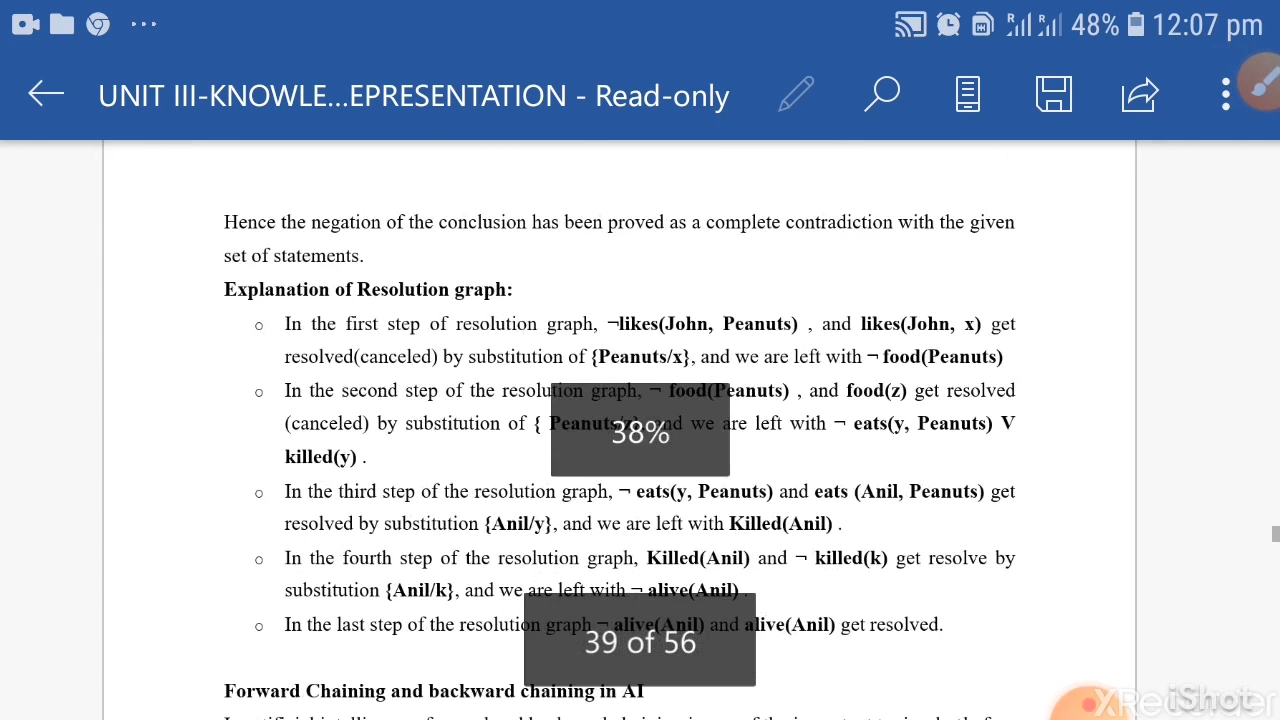 48% 12:07 pm
UNIT III-KNOWLE...EPRESENTATION - Read-only
Hence the negation of the conclusion has been proved as a complete contradiction with the given
set of statements.
Explanation of Resolution graph:
○ In the first step of resolution graph, ¬likes(John, Peanuts) , and likes(John, x) get
resolved(canceled) by substitution of {Peanuts/x}, and we are left with ¬ food(Peanuts)
○ In the second step of the resolution graph, ¬ food(Peanuts) , and food(z) get resolved
(canceled) by substitution of { Peanuts/z}, and we are left with ¬ eats(y, Peanuts) V
killed(y) .
38%
○ In the third step of the resolution graph, ¬ eats(y, Peanuts) and eats (Anil, Peanuts) get
resolved by substitution {Anil/y}, and we are left with Killed(Anil) .
○ In the fourth step of the resolution graph, Killed(Anil) and ¬ killed(k) get resolve by
substitution {Anil/k}, and we are left with ¬ alive(Anil) .
○ In the last step of the resolution graph ¬ alive(Anil) and alive(Anil) get resolved.
39 of 56
Forward Chaining and backward chaining in AI
iShot